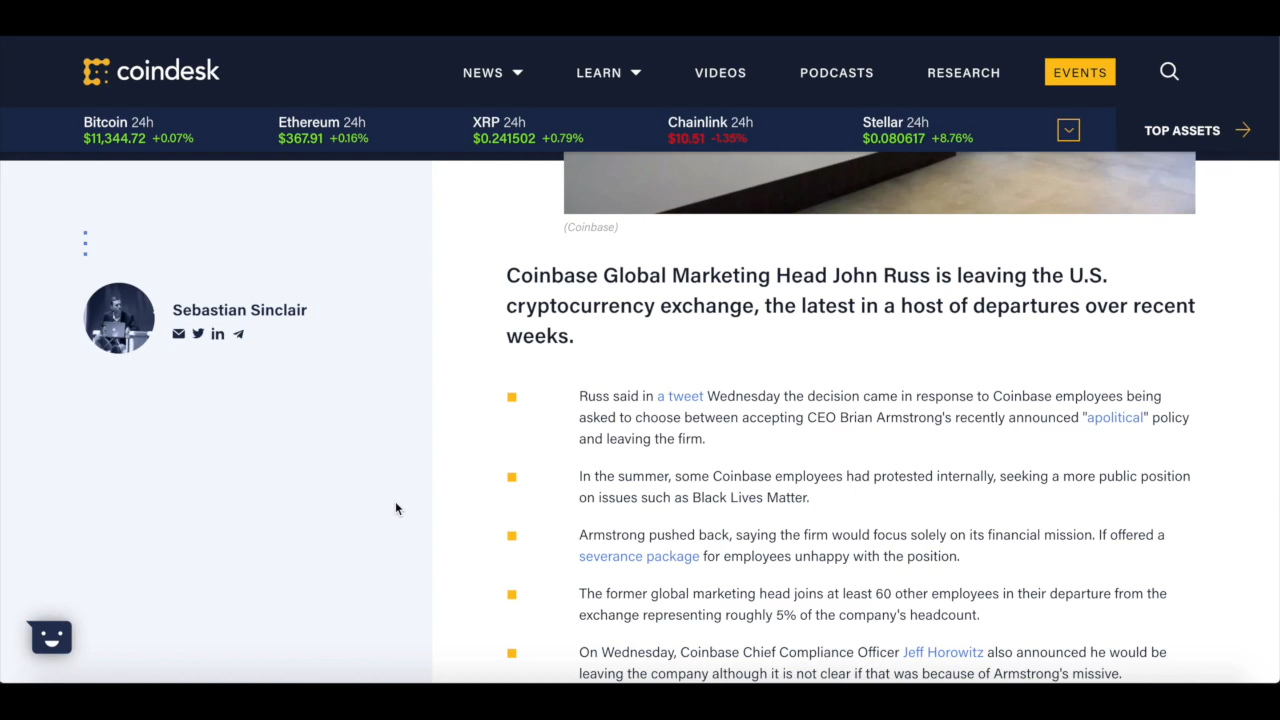 coindesk
NEWS LEARN VIDEOS PODCASTS RESEARCH EVENTS
Bitcoin 24h
$11,344.72 +0.07%
Ethereum 24h
$367.91 +0.16%
XRP 24h
$0.241502 +0.79%
Chainlink 24h
$10.51 -1.35%
Stellar 24h
$0.080617 +8.76%
TOP ASSETS
(Coinbase)
Sebastian Sinclair
Coinbase Global Marketing Head John Russ is leaving the U.S.
cryptocurrency exchange, the latest in a host of departures over recent
weeks.
Russ said in a tweet Wednesday the decision came in response to Coinbase employees being
asked to choose between accepting CEO Brian Armstrong's recently announced "apolitical" policy
and leaving the firm.
In the summer, some Coinbase employees had protested internally, seeking a more public position
on issues such as Black Lives Matter.
Armstrong pushed back, saying the firm would focus solely on its financial mission. If offered a
severance package for employees unhappy with the position.
The former global marketing head joins at least 60 other employees in their departure from the
exchange representing roughly 5% of the company's headcount.
On Wednesday, Coinbase Chief Compliance Officer Jeff Horowitz also announced he would be
leaving the company although it is not clear if that was because of Armstrong's missive.